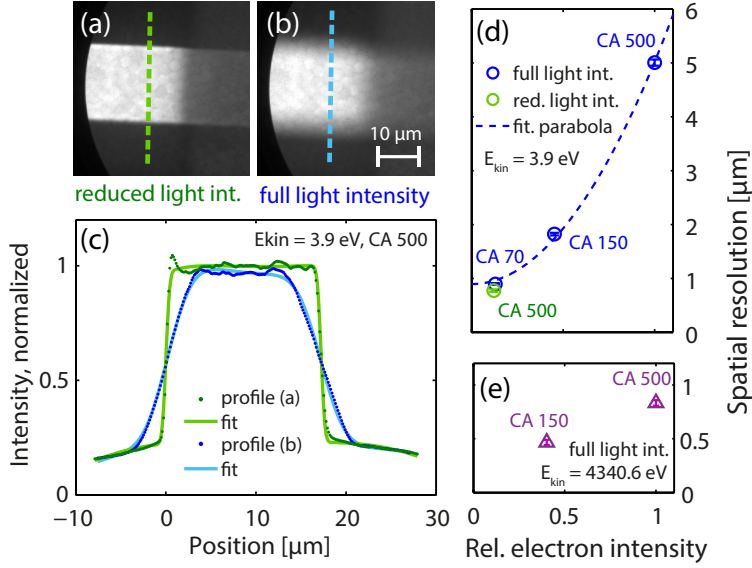 (a)
(b)
10 µm
reduced light int.
full light intensity
(c)
Ekin = 3.9 eV, CA 500
1
0.5
0
profile (a)
fit
profile (b)
fit
−10
0
10
20
30
Position [µm]
Intensity, normalized
(d)
CA 500
full light int.
red. light int.
fit. parabola
E_kin = 3.9 eV
CA 70
CA 150
CA 500
6
5
4
3
2
1
0
Spatial resolution [µm]
(e)
CA 500
CA 150
full light int.
E_kin = 4340.6 eV
1
0.5
0
0
0.5
1
Rel. electron intensity